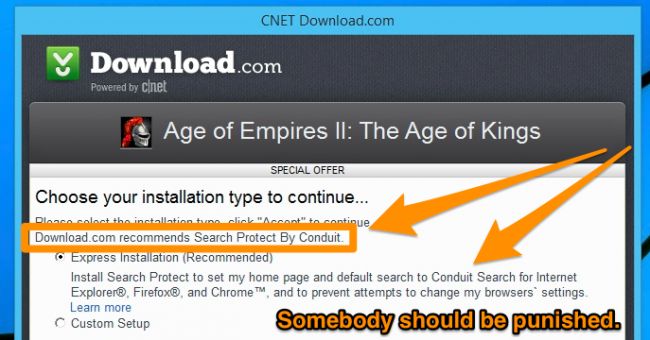 CNET Download.com
Download.com
Powered by c|net
Age of Empires II: The Age of Kings
SPECIAL OFFER
Choose your installation type to continue...
Please select the installation type, click "Accept" to continue
Download.com recommends Search Protect By Conduit.
Express Installation (Recommended)
Install Search Protect to set my home page and default search to Conduit Search for Internet
Explorer®, Firefox®, and Chrome™, and to prevent attempts to change my browsers` settings.
Learn more
Custom Setup
Somebody should be punished.